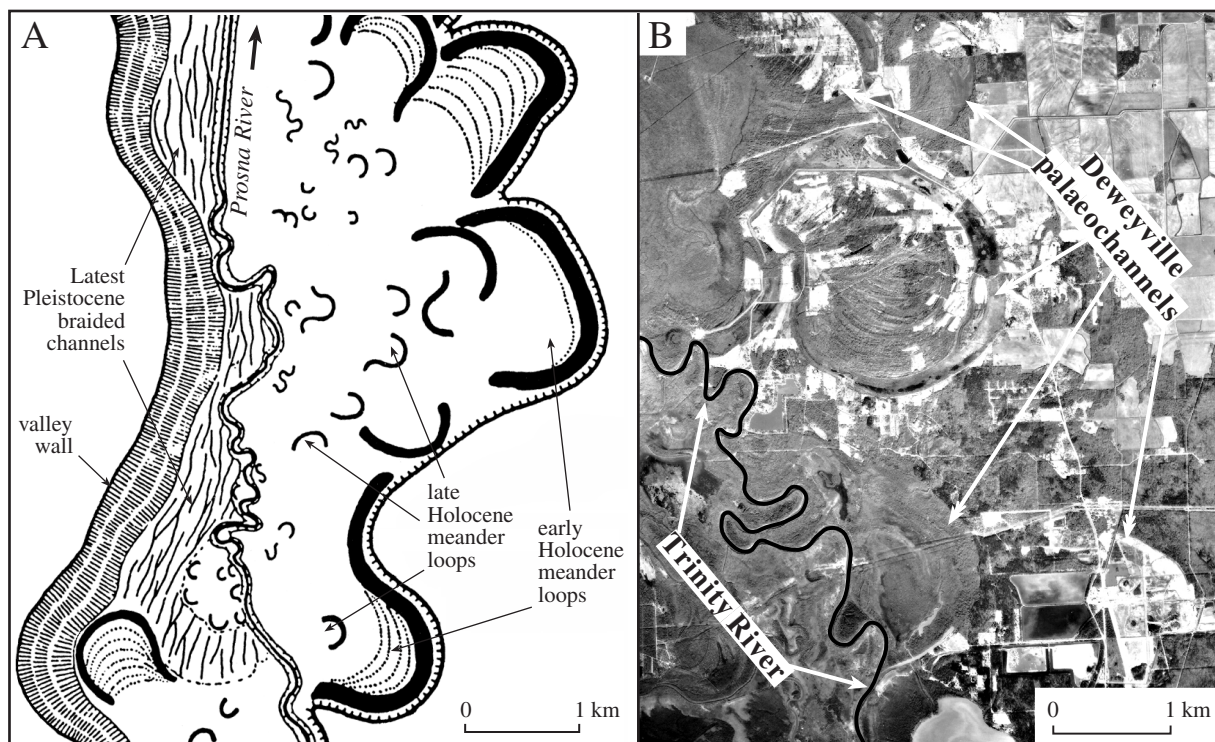 A
Prosna River
Latest
Pleistocene
braided
channels
valley
wall
late
Holocene
meander
loops
early
Holocene
meander
loops
0
1 km
B
Deweyville
palaeochannels
Trinity River
0
1 km